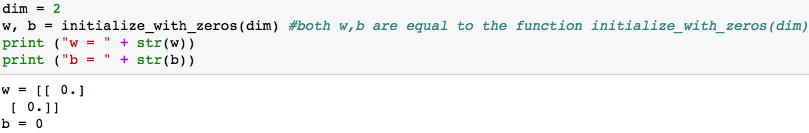 dim = 2
w, b = initialize_with_zeros(dim) #both w,b are equal to the function initialize_with_zeros(dim)
print ("w = " + str(w))
print ("b = " + str(b))
w = [[ 0.]
 [ 0.]]
b = 0